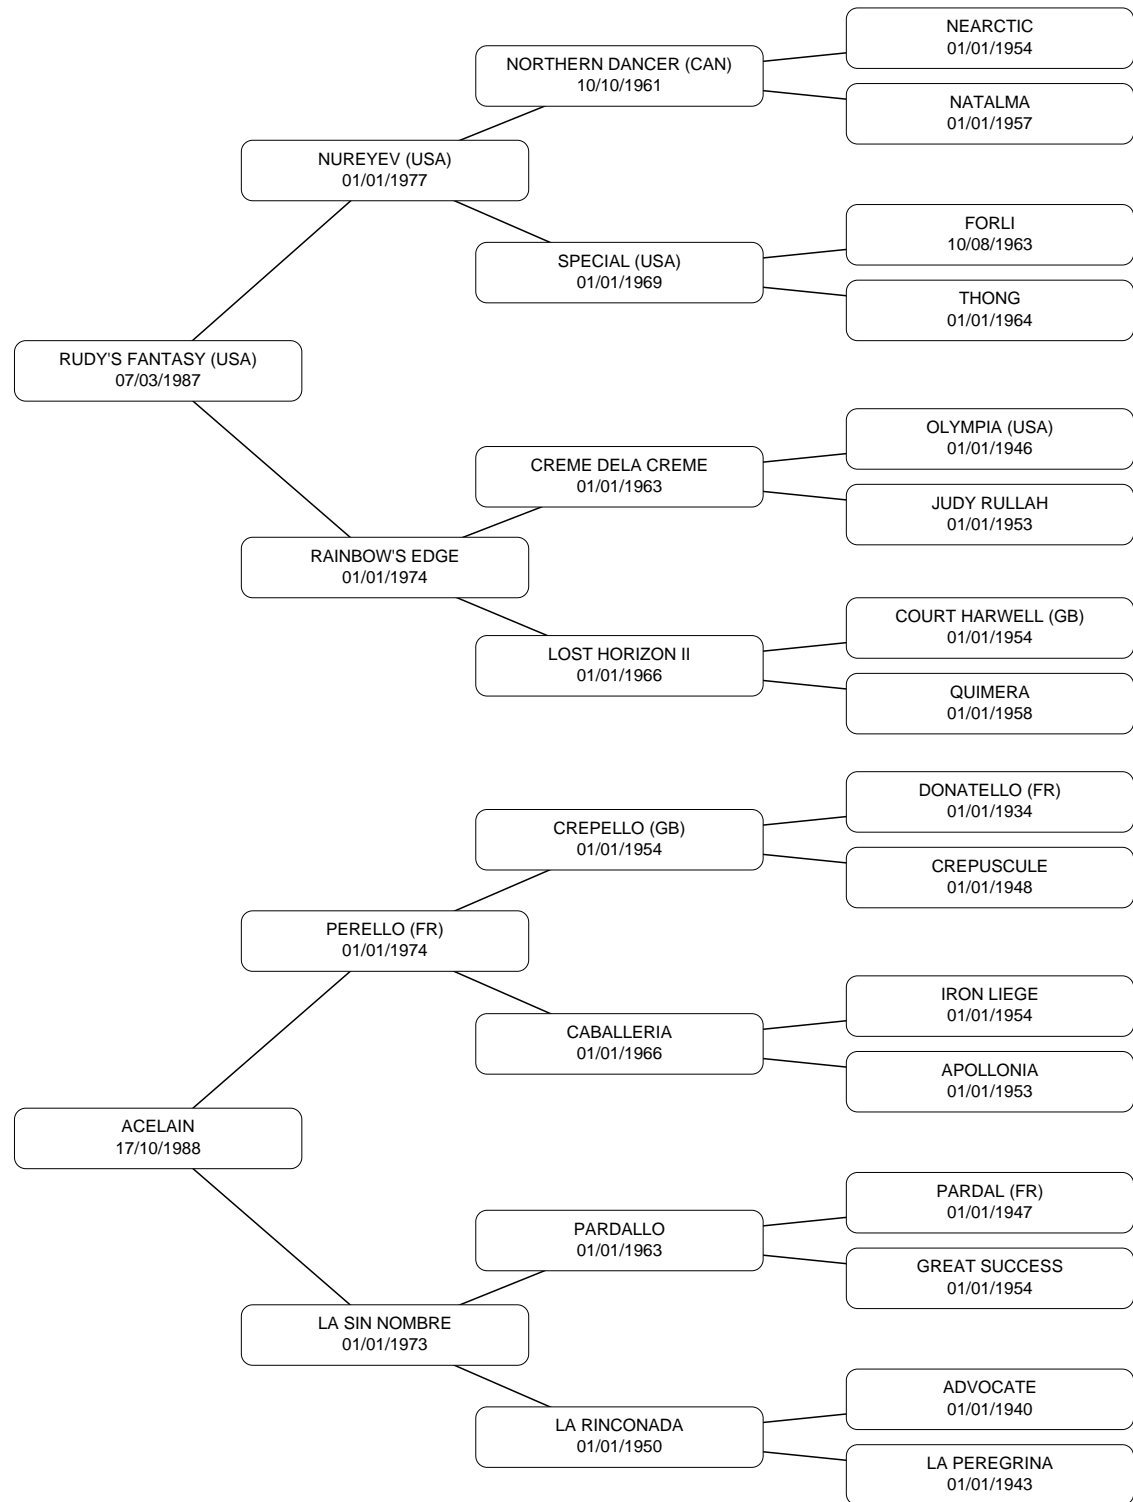 NEARCTIC
01/01/1954
NORTHERN DANCER (CAN)
10/10/1961
NATALMA
01/01/1957
NUREYEV (USA)
01/01/1977
FORLI
10/08/1963
SPECIAL (USA)
01/01/1969
THONG
01/01/1964
RUDY'S FANTASY (USA)
07/03/1987
OLYMPIA (USA)
01/01/1946
CREME DELA CREME
01/01/1963
JUDY RULLAH
01/01/1953
RAINBOW'S EDGE
01/01/1974
COURT HARWELL (GB)
01/01/1954
LOST HORIZON II
01/01/1966
QUIMERA
01/01/1958
DONATELLO (FR)
01/01/1934
CREPELLO (GB)
01/01/1954
CREPUSCULE
01/01/1948
PERELLO (FR)
01/01/1974
IRON LIEGE
01/01/1954
CABALLERIA
01/01/1966
APOLLONIA
01/01/1953
ACELAIN
17/10/1988
PARDAL (FR)
01/01/1947
PARDALLO
01/01/1963
GREAT SUCCESS
01/01/1954
LA SIN NOMBRE
01/01/1973
ADVOCATE
01/01/1940
LA RINCONADA
01/01/1950
LA PEREGRINA
01/01/1943